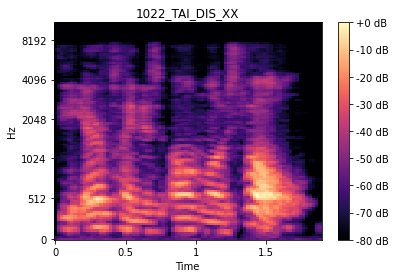 1022_TAI_DIS_XX
8192
4096
2048
1024
512
0
Hz
0
0.5
1
1.5
Time
+0 dB
-10 dB
-20 dB
-30 dB
-40 dB
-50 dB
-60 dB
-70 dB
-80 dB